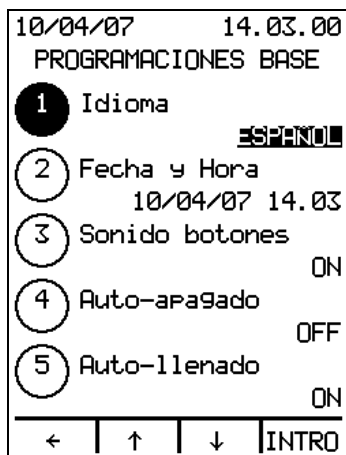 10/04/07 14.03.00
PROGRAMACIONES BASE
1 Idioma
ESPAÑOL
2 Fecha y Hora
10/04/07 14.03
3 Sonido botones
ON
4 Auto-apagado
OFF
5 Auto-llenado
ON
← ↑ ↓ INTRO